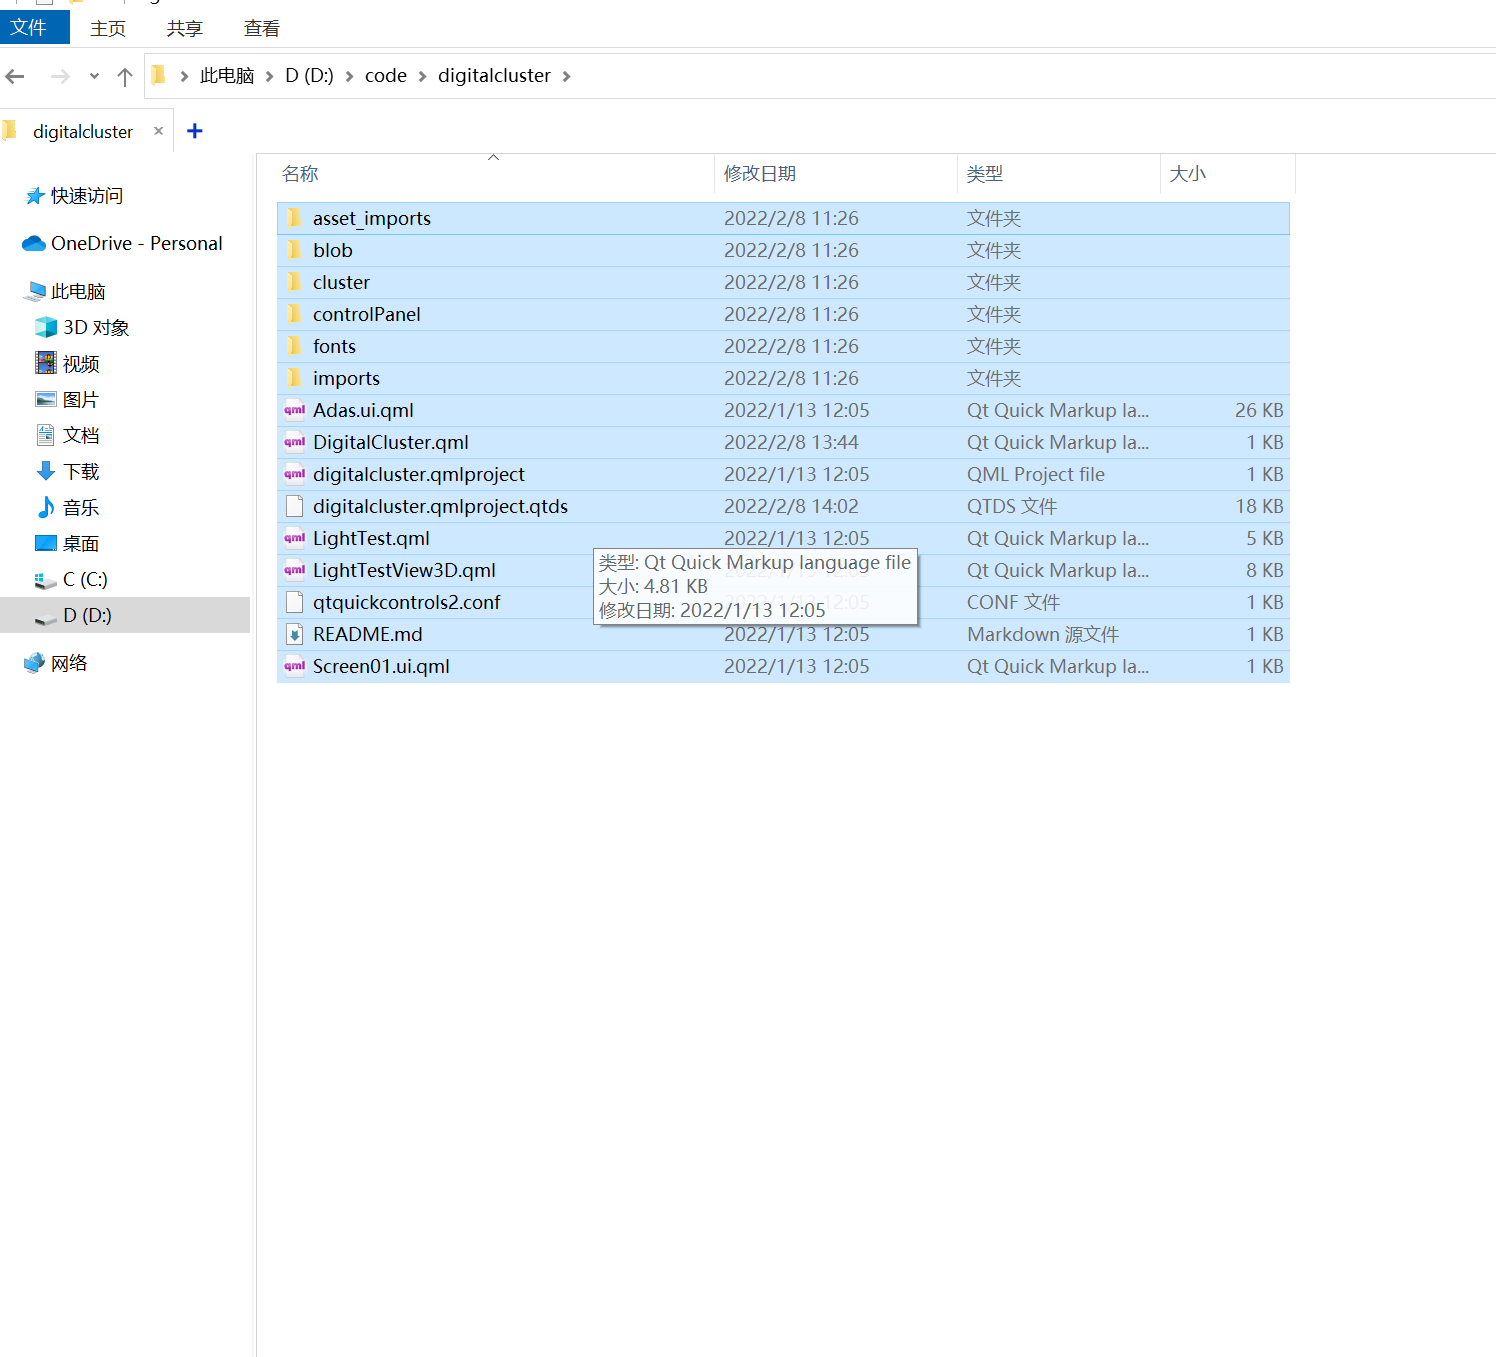 文件 主页 共享 查看
此电脑 D (D:) code digitalcluster
digitalcluster
快速访问
OneDrive - Personal
此电脑
3D 对象
视频
图片
文档
下载
音乐
桌面
C (C:)
D (D:)
网络
名称 修改日期 类型 大小
asset_imports 2022/2/8 11:26 文件夹
blob 2022/2/8 11:26 文件夹
cluster 2022/2/8 11:26 文件夹
controlPanel 2022/2/8 11:26 文件夹
fonts 2022/2/8 11:26 文件夹
imports 2022/2/8 11:26 文件夹
qml Adas.ui.qml 2022/1/13 12:05 Qt Quick Markup la... 26 KB
qml DigitalCluster.qml 2022/2/8 13:44 Qt Quick Markup la... 1 KB
qml digitalcluster.qmlproject 2022/1/13 12:05 QML Project file 1 KB
digitalcluster.qmlproject.qtds 2022/2/8 14:02 QTDS 文件 18 KB
qml LightTest.qml 2022/1/13 12:05 Qt Quick Markup la... 5 KB
qml LightTestView3D.qml Qt Quick Markup la... 8 KB
qtquickcontrols2.conf CONF 文件 1 KB
README.md 2022/1/13 12:05 Markdown 源文件 1 KB
qml Screen01.ui.qml 2022/1/13 12:05 Qt Quick Markup la... 1 KB
类型: Qt Quick Markup language file
大小: 4.81 KB
修改日期: 2022/1/13 12:05